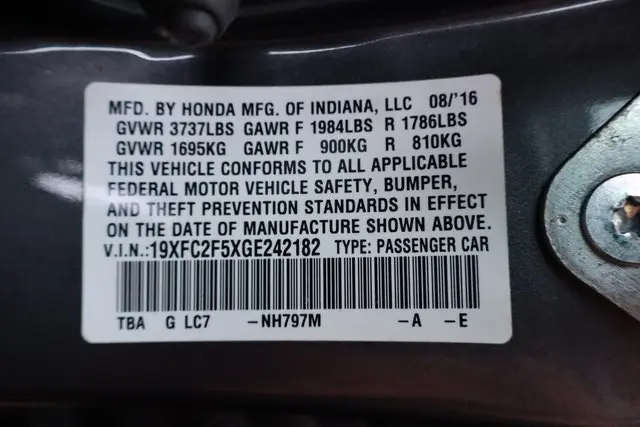 MFD. BY HONDA MFG. OF INDIANA, LLC 08/'16
GVWR 3737LBS GAWR F 1984LBS R 1786LBS
GVWR 1695KG GAWR F 900KG R 810KG
THIS VEHICLE CONFORMS TO ALL APPLICABLE
FEDERAL MOTOR VEHICLE SAFETY, BUMPER,
AND THEFT PREVENTION STANDARDS IN EFFECT
ON THE DATE OF MANUFACTURE SHOWN ABOVE.
V.I.N.:19XFC2F5XGE242182 TYPE: PASSENGER CAR
TBA G LC7 -NH797M -A -E